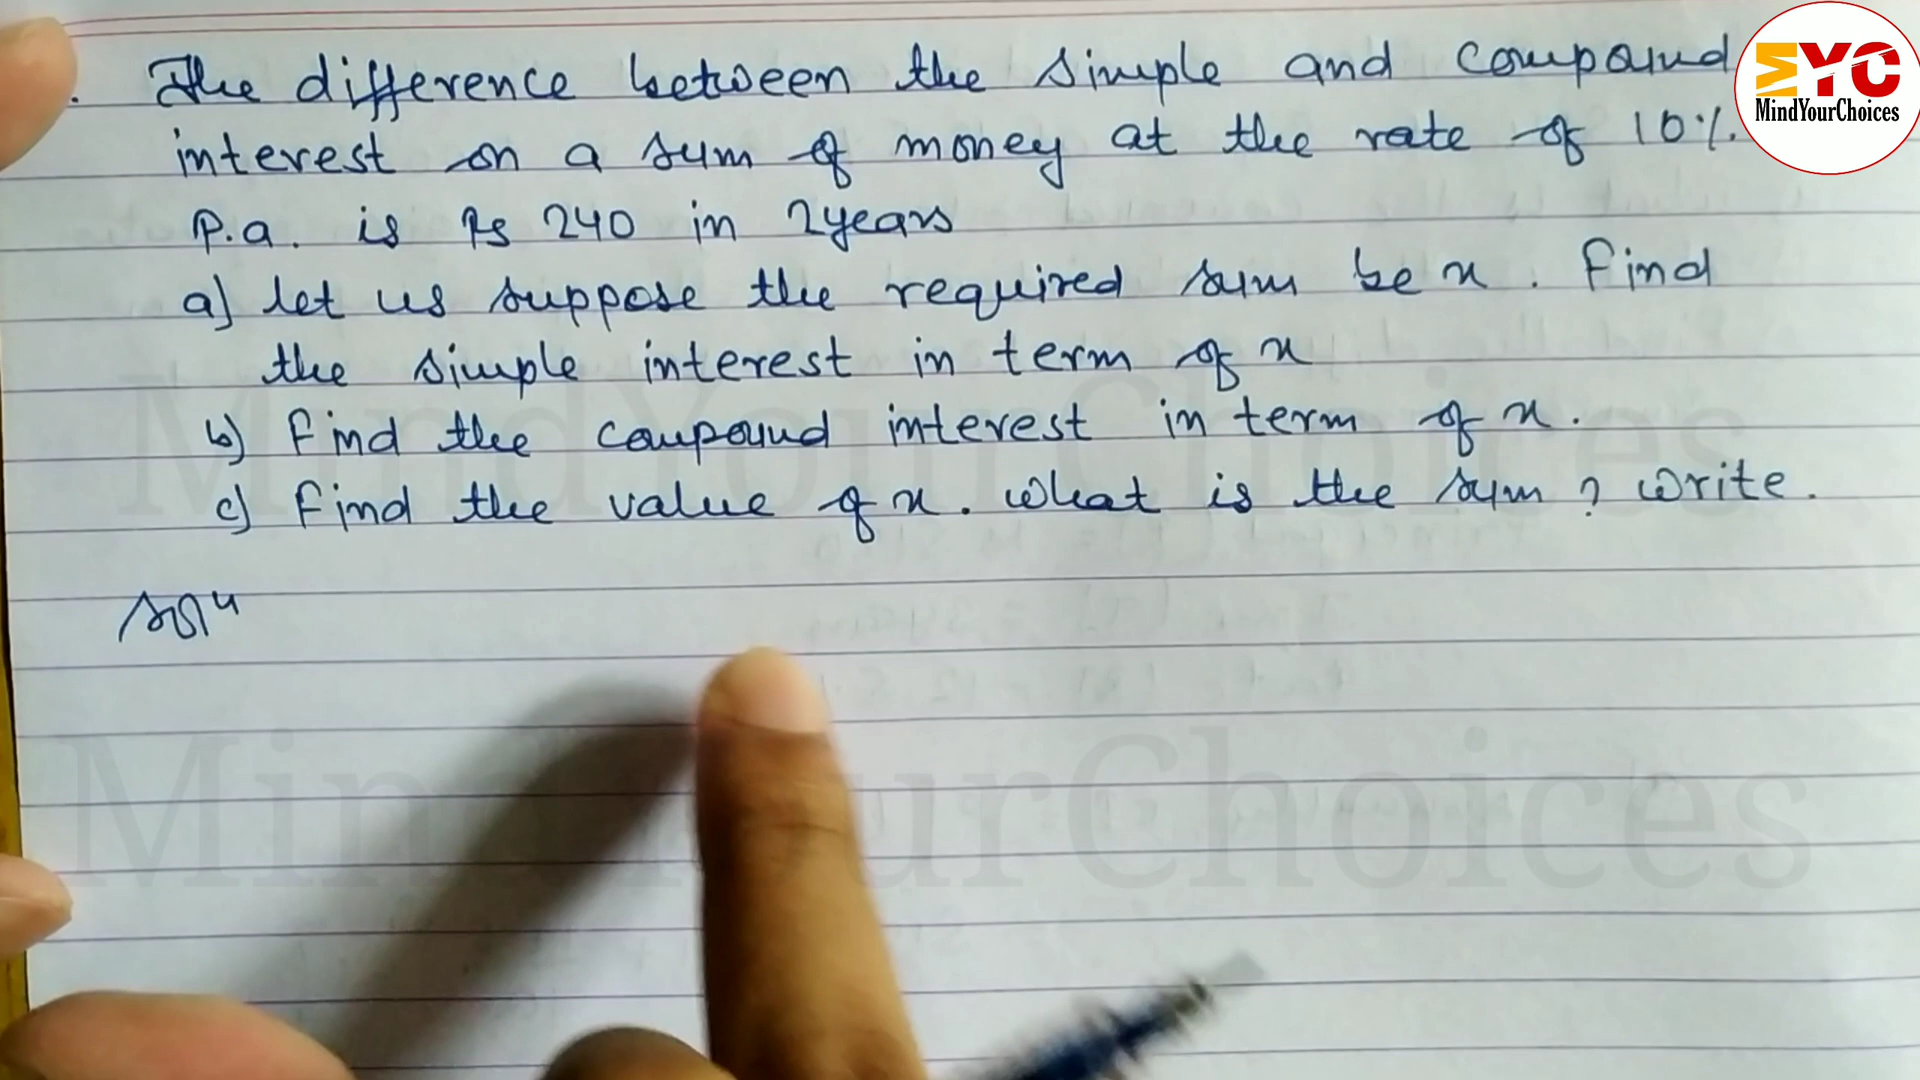 The difference between the simple and compound
interest on a sum of money at the rate of 10%
P.a. is Rs 240 in 2years
a) let us suppose the required sum be x. Find
the simple interest in term of x
b) Find the compound interest in term of x.
c) Find the value of x. What is the sum? write.
solⁿ
MYC
MindYourChoices
MindYourChoices
MindYourChoices